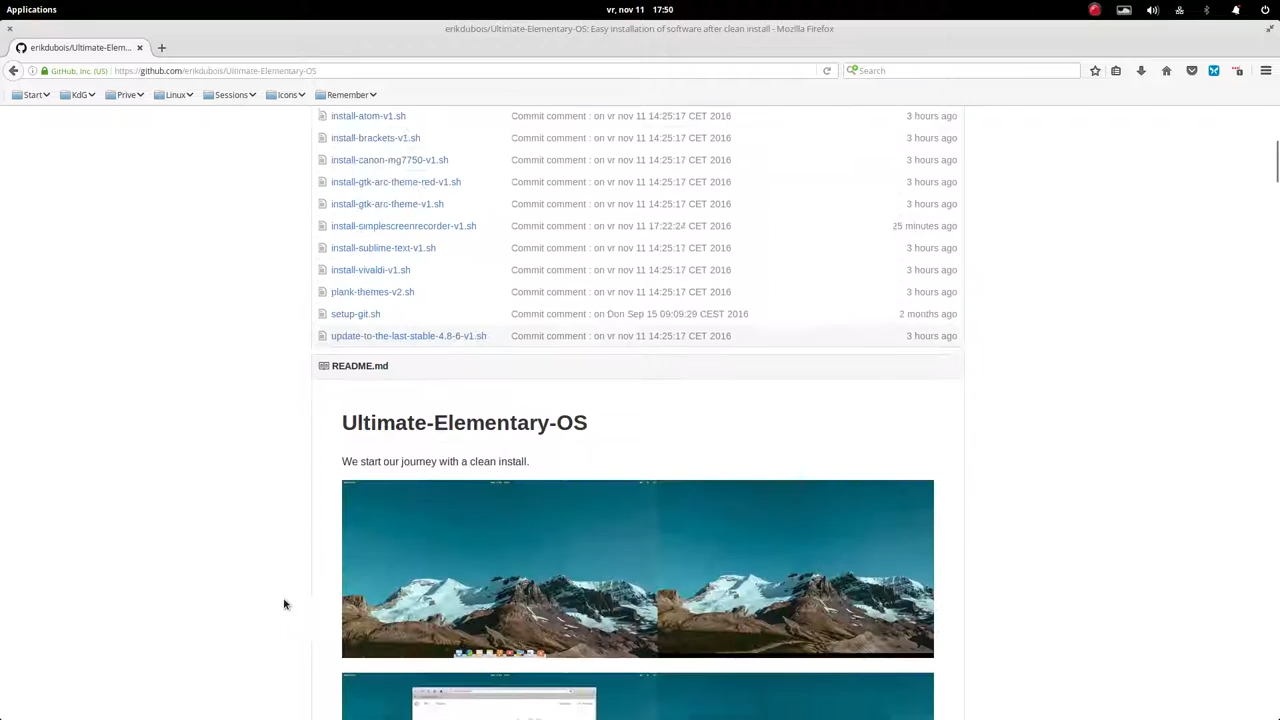 Applications
vr, nov 11 17:50
erikdubois/Ultimate-Elementary-OS: Easy installation of software after clean install - Mozilla Firefox
erikdubois/Ultimate-Elem...
GitHub, Inc. (US)
https://github.com/erikdubois/Ultimate-Elementary-OS
Search
Start
KdG
Prive
Linux
Sessions
Icons
Remember
install-atom-v1.sh Commit comment : on vr nov 11 14:25:17 CET 2016 3 hours ago
install-brackets-v1.sh Commit comment : on vr nov 11 14:25:17 CET 2016 3 hours ago
install-canon-mg7750-v1.sh Commit comment : on vr nov 11 14:25:17 CET 2016 3 hours ago
install-gtk-arc-theme-red-v1.sh Commit comment : on vr nov 11 14:25:17 CET 2016 3 hours ago
install-gtk-arc-theme-v1.sh Commit comment : on vr nov 11 14:25:17 CET 2016 3 hours ago
install-simplescreenrecorder-v1.sh Commit comment : on vr nov 11 17:22:24 CET 2016 25 minutes ago
install-sublime-text-v1.sh Commit comment : on vr nov 11 14:25:17 CET 2016 3 hours ago
install-vivaldi-v1.sh Commit comment : on vr nov 11 14:25:17 CET 2016 3 hours ago
plank-themes-v2.sh Commit comment : on vr nov 11 14:25:17 CET 2016 3 hours ago
setup-git.sh Commit comment : on Don Sep 15 09:09:29 CEST 2016 2 months ago
update-to-the-last-stable-4.8-6-v1.sh Commit comment : on vr nov 11 14:25:17 CET 2016 3 hours ago
README.md
Ultimate-Elementary-OS
We start our journey with a clean install.